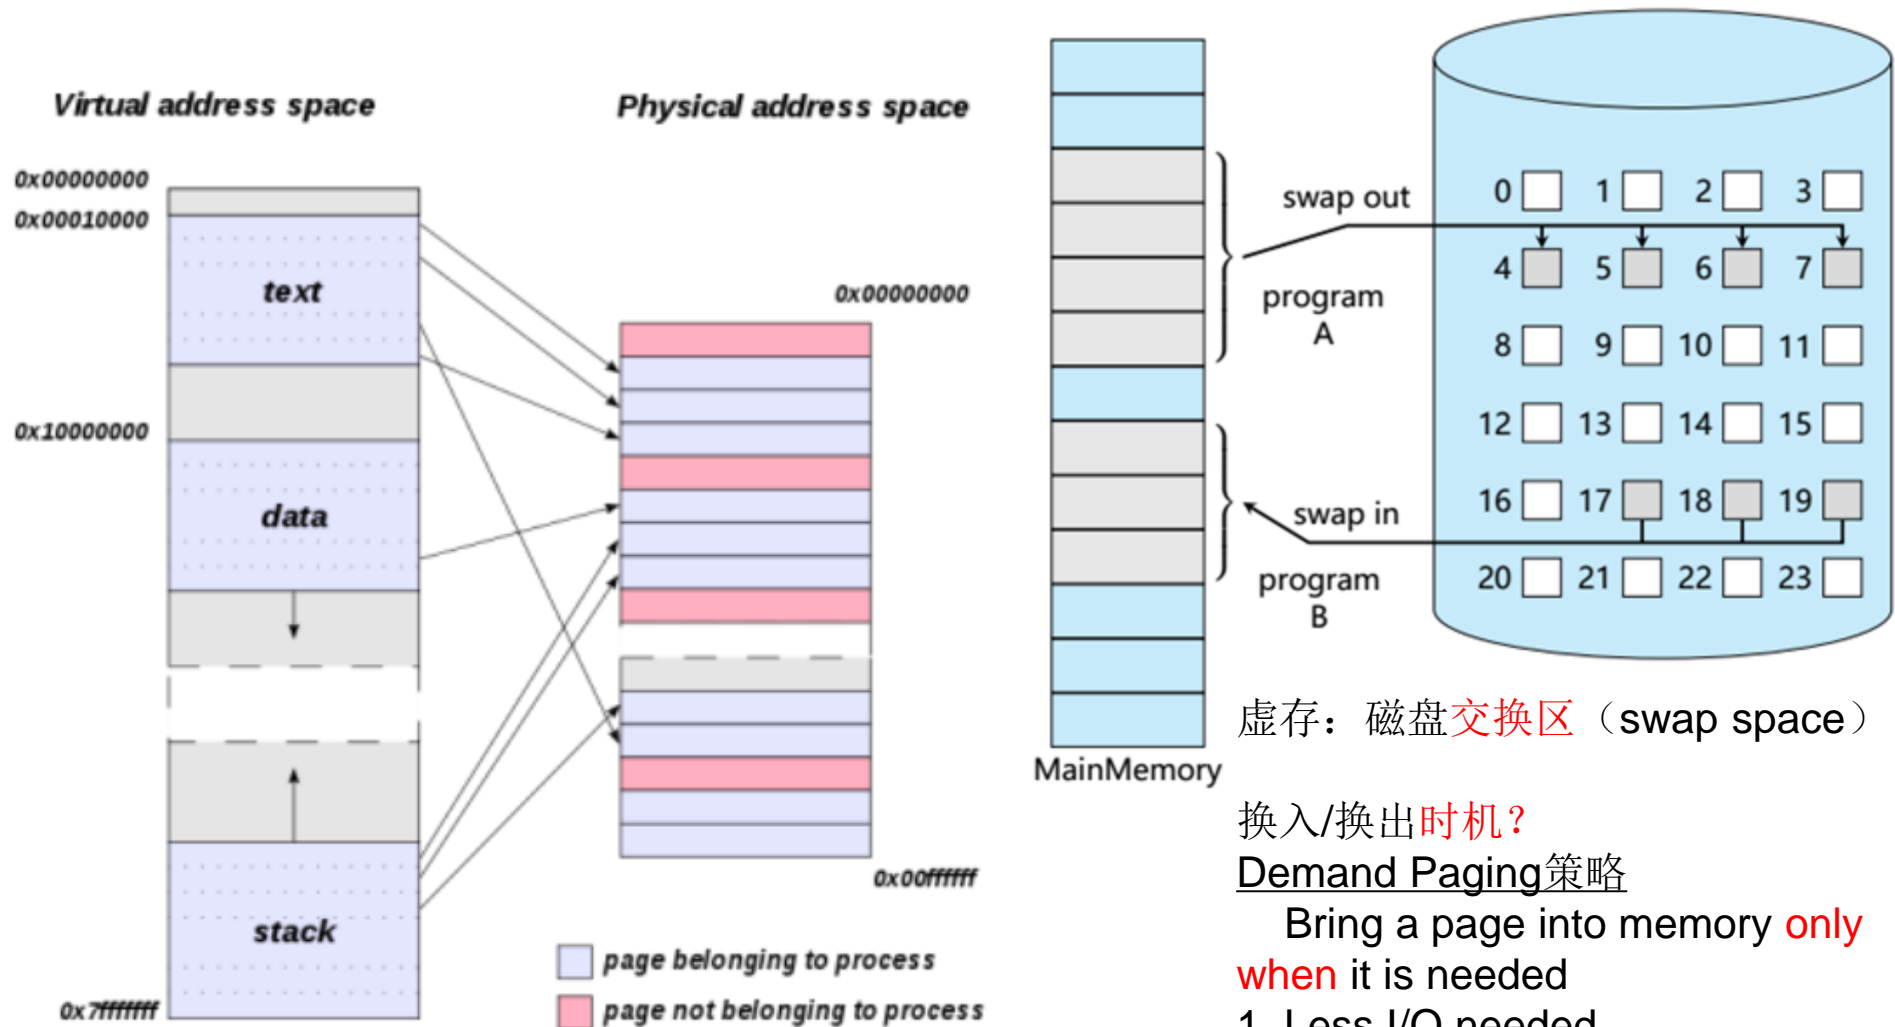 Virtual address space
0x00000000
0x00010000
text
0x10000000
data
stack
0x7fffffff
Physical address space
0x00000000
0x00ffffff
page belonging to process
page not belonging to process
MainMemory
swap out
program
A
swap in
program
B
0 1 2 3
4 5 6 7
8 9 10 11
12 13 14 15
16 17 18 19
20 21 22 23
虚存：磁盘交换区（swap space）
换入/换出时机？
Demand Paging策略
Bring a page into memory only
when it is needed
1. Less I/O needed